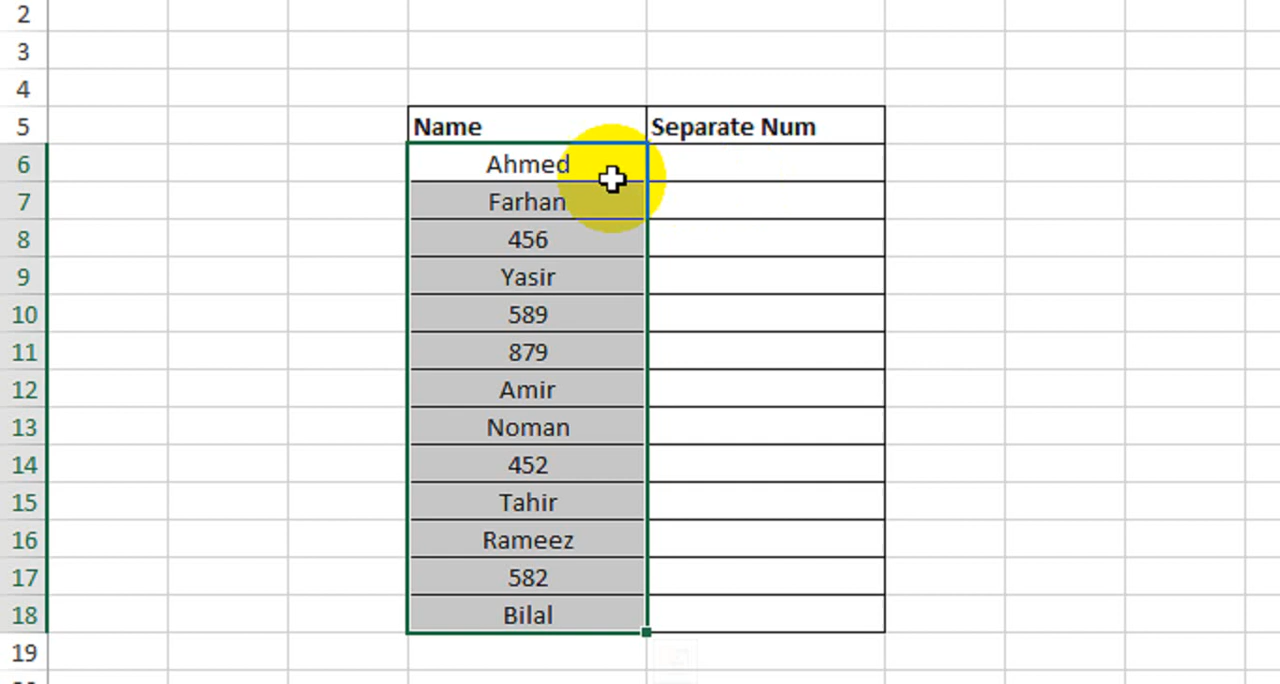 2
3
4
5 Name Separate Num
6 Ahmed
7 Farhan
8 456
9 Yasir
10 589
11 879
12 Amir
13 Noman
14 452
15 Tahir
16 Rameez
17 582
18 Bilal
19